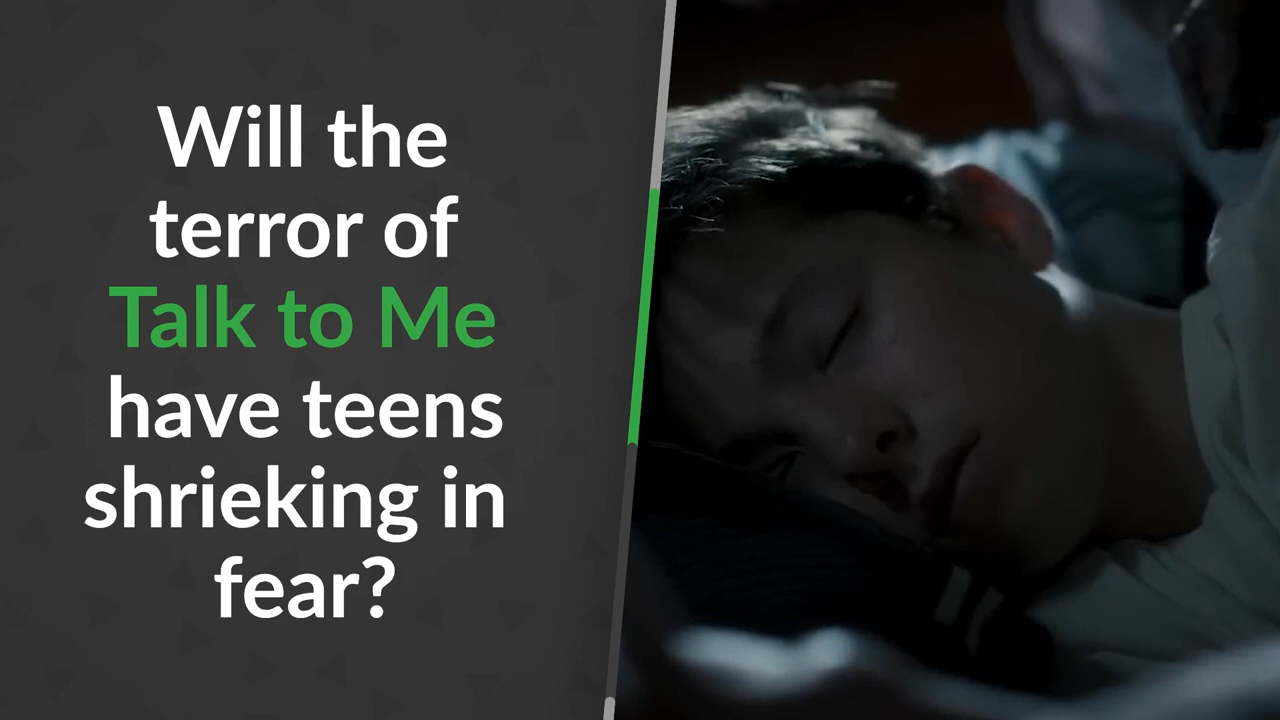 Will the
terror of
Talk to Me
have teens
shrieking in
fear?